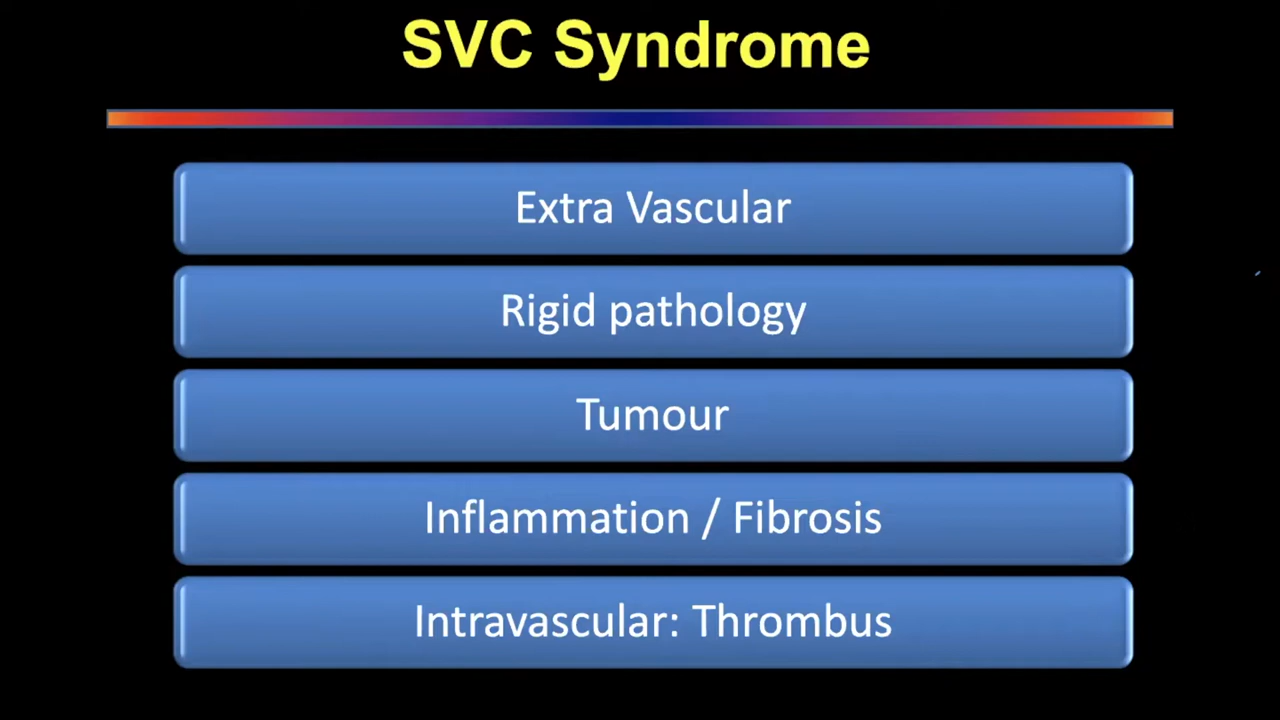 SVC Syndrome
Extra Vascular
Rigid pathology
Tumour
Inflammation / Fibrosis
Intravascular: Thrombus